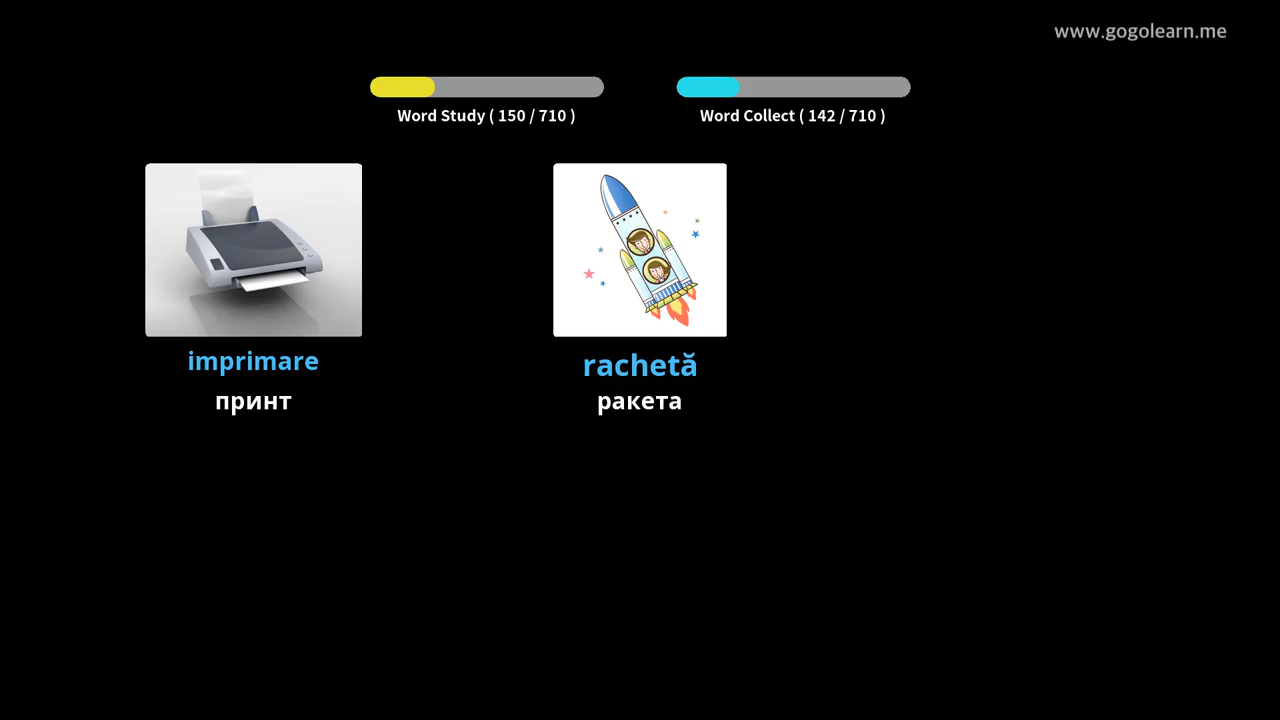 www.gogolearn.me
Word Study ( 150 / 710 )
Word Collect ( 142 / 710 )
imprimare
принт
rachetă
ракета